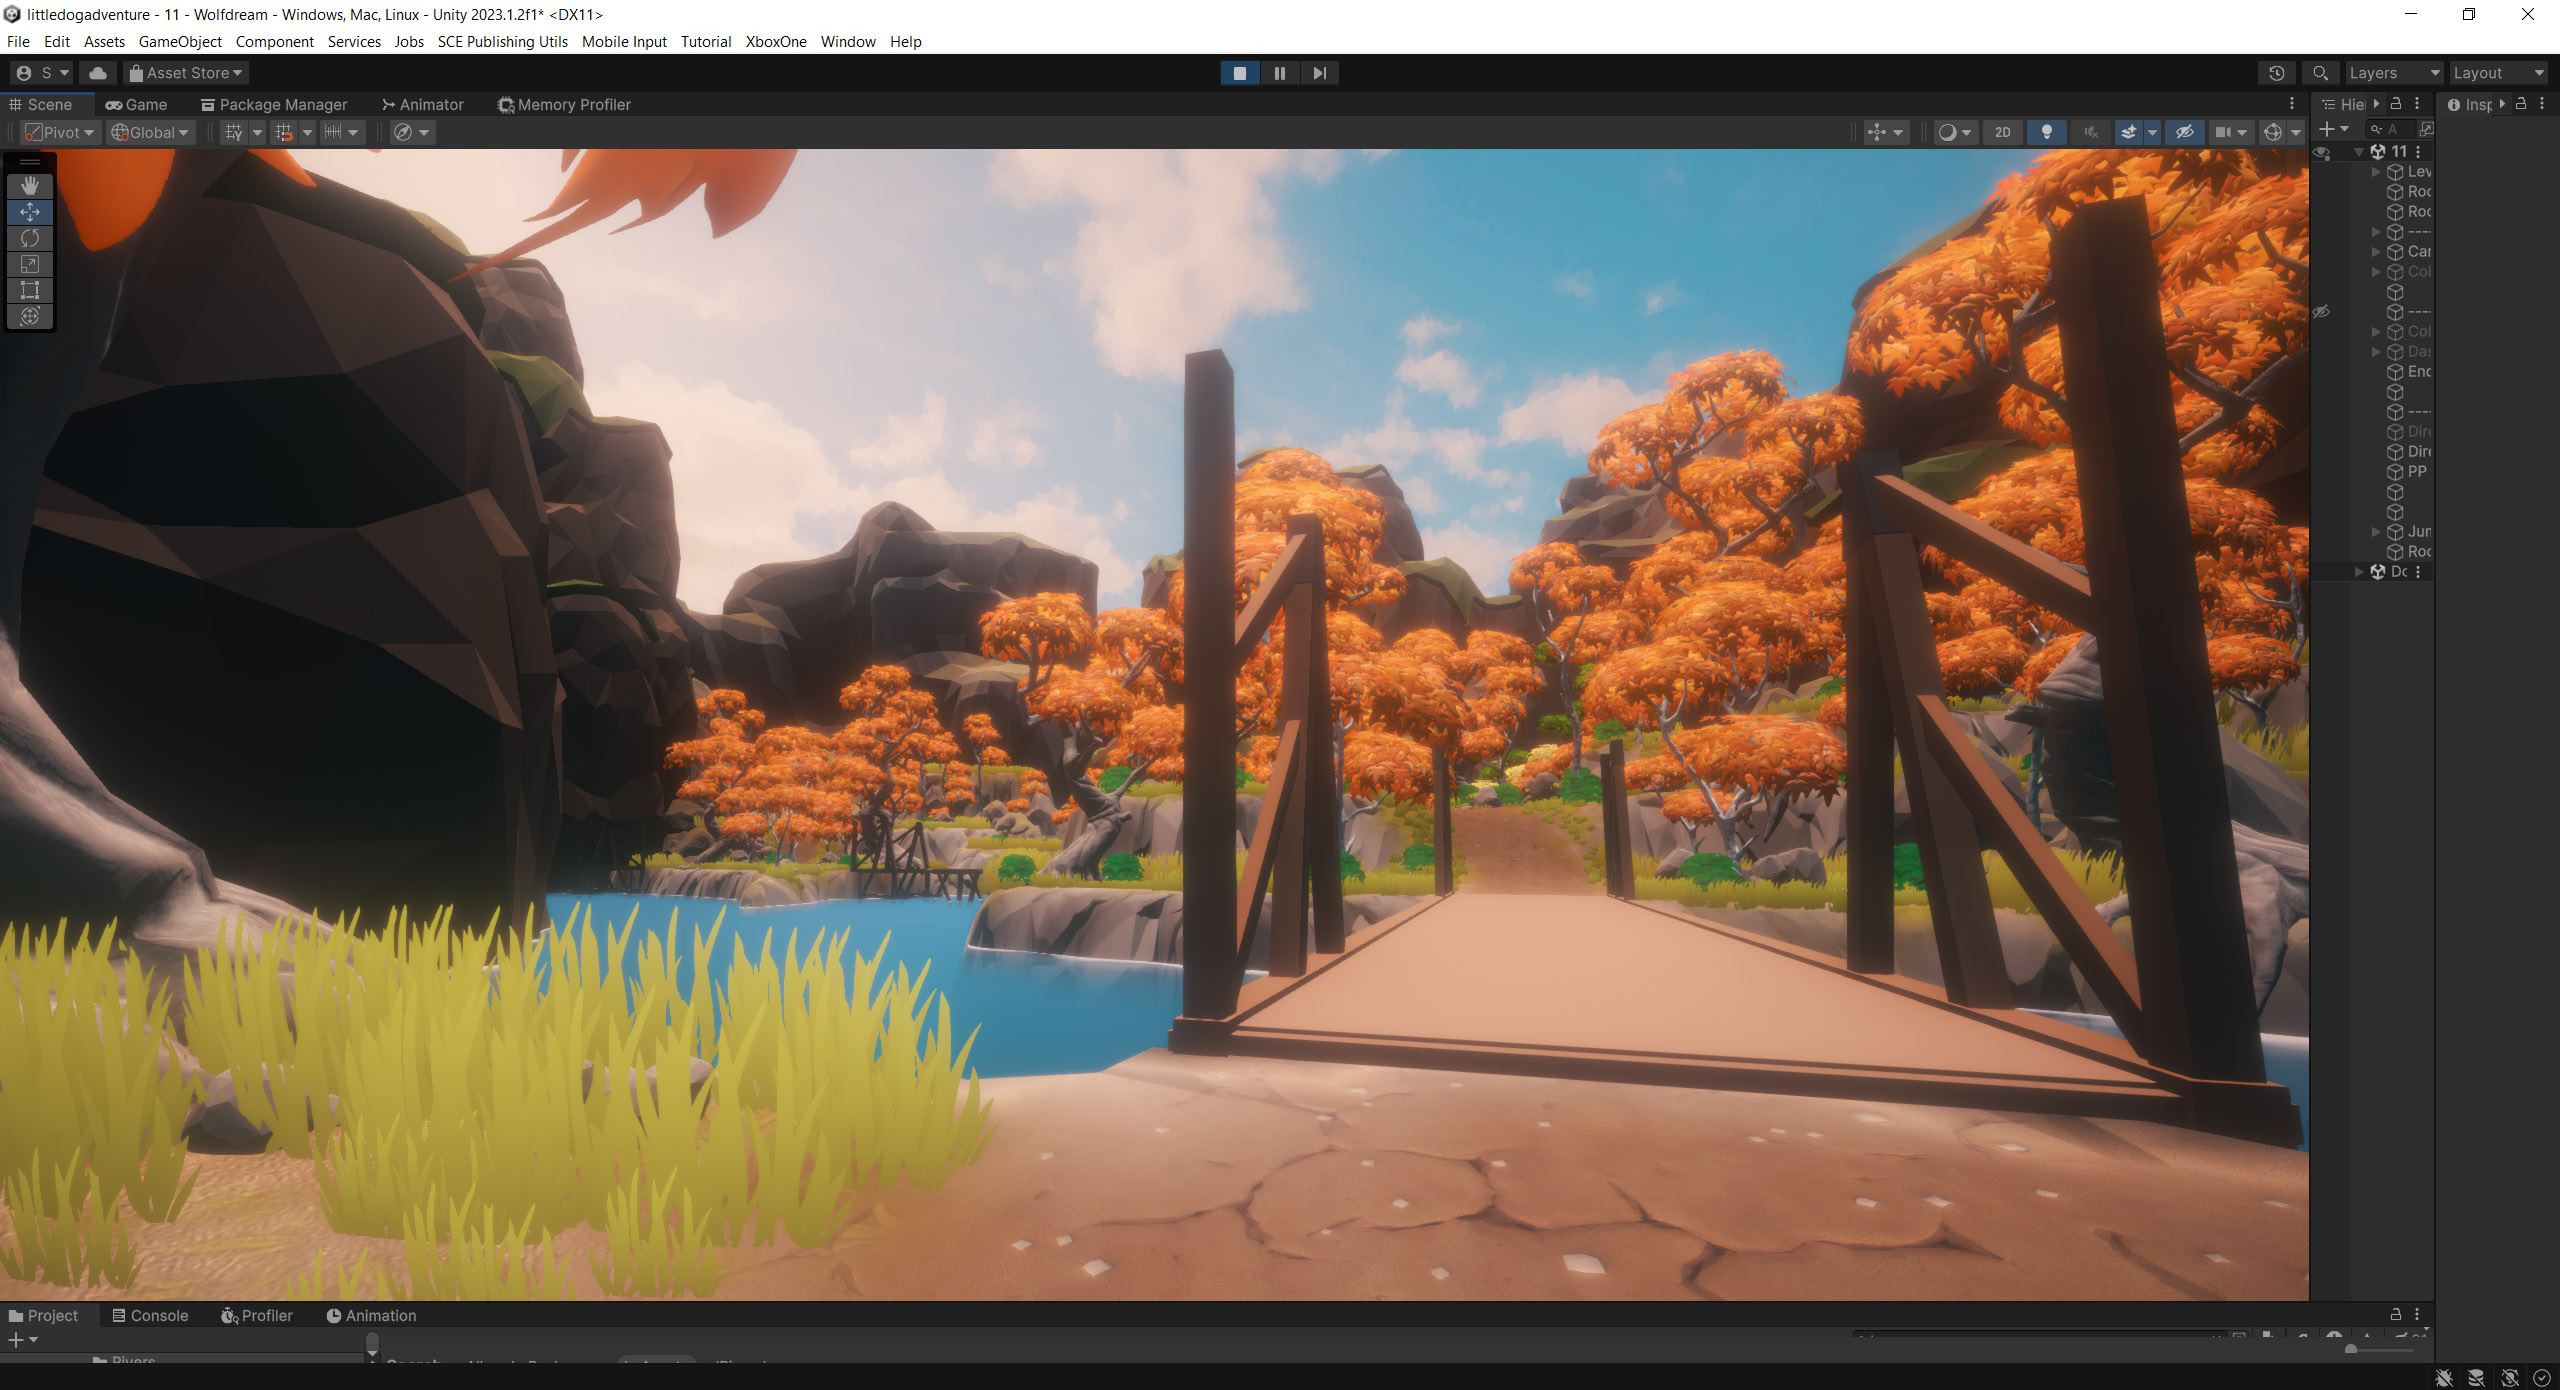 littledogadventure - 11 - Wolfdream - Windows, Mac, Linux - Unity 2023.1.2f1* <DX11>
File Edit Assets GameObject Component Services Jobs SCE Publishing Utils Mobile Input Tutorial XboxOne Window Help
S Asset Store Layers Layout
Scene Game Package Manager Animator Memory Profiler Hie Insp
Pivot Global 2D A
11
Lev
Roc
Roc
----
Car
Col
----
Col
Das
Enc
----
Dire
Dire
PP
Jun
Roc
Dc
Project Console Profiler Animation
Rivers